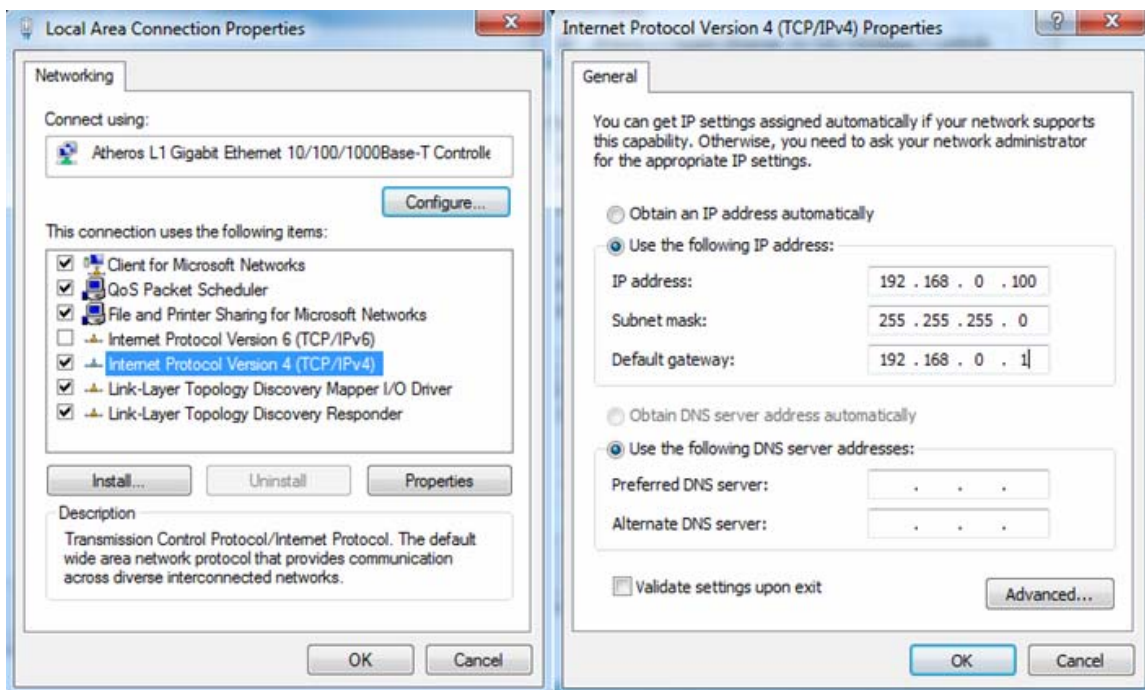 Local Area Connection Properties
Networking
Connect using:
Atheros L1 Gigabit Ethernet 10/100/1000Base-T Controlle
Configure...
This connection uses the following items:
Client for Microsoft Networks
QoS Packet Scheduler
File and Printer Sharing for Microsoft Networks
Internet Protocol Version 6 (TCP/IPv6)
Internet Protocol Version 4 (TCP/IPv4)
Link-Layer Topology Discovery Mapper I/O Driver
Link-Layer Topology Discovery Responder
Install...
Uninstall
Properties
Description
Transmission Control Protocol/Internet Protocol. The default
wide area network protocol that provides communication
across diverse interconnected networks.
OK
Cancel
Internet Protocol Version 4 (TCP/IPv4) Properties
General
You can get IP settings assigned automatically if your network supports
this capability. Otherwise, you need to ask your network administrator
for the appropriate IP settings.
Obtain an IP address automatically
Use the following IP address:
IP address: 192 . 168 . 0 . 100
Subnet mask: 255 . 255 . 255 . 0
Default gateway: 192 . 168 . 0 . 1
Obtain DNS server address automatically
Use the following DNS server addresses:
Preferred DNS server: . . .
Alternate DNS server: . . .
Validate settings upon exit
Advanced...
OK
Cancel